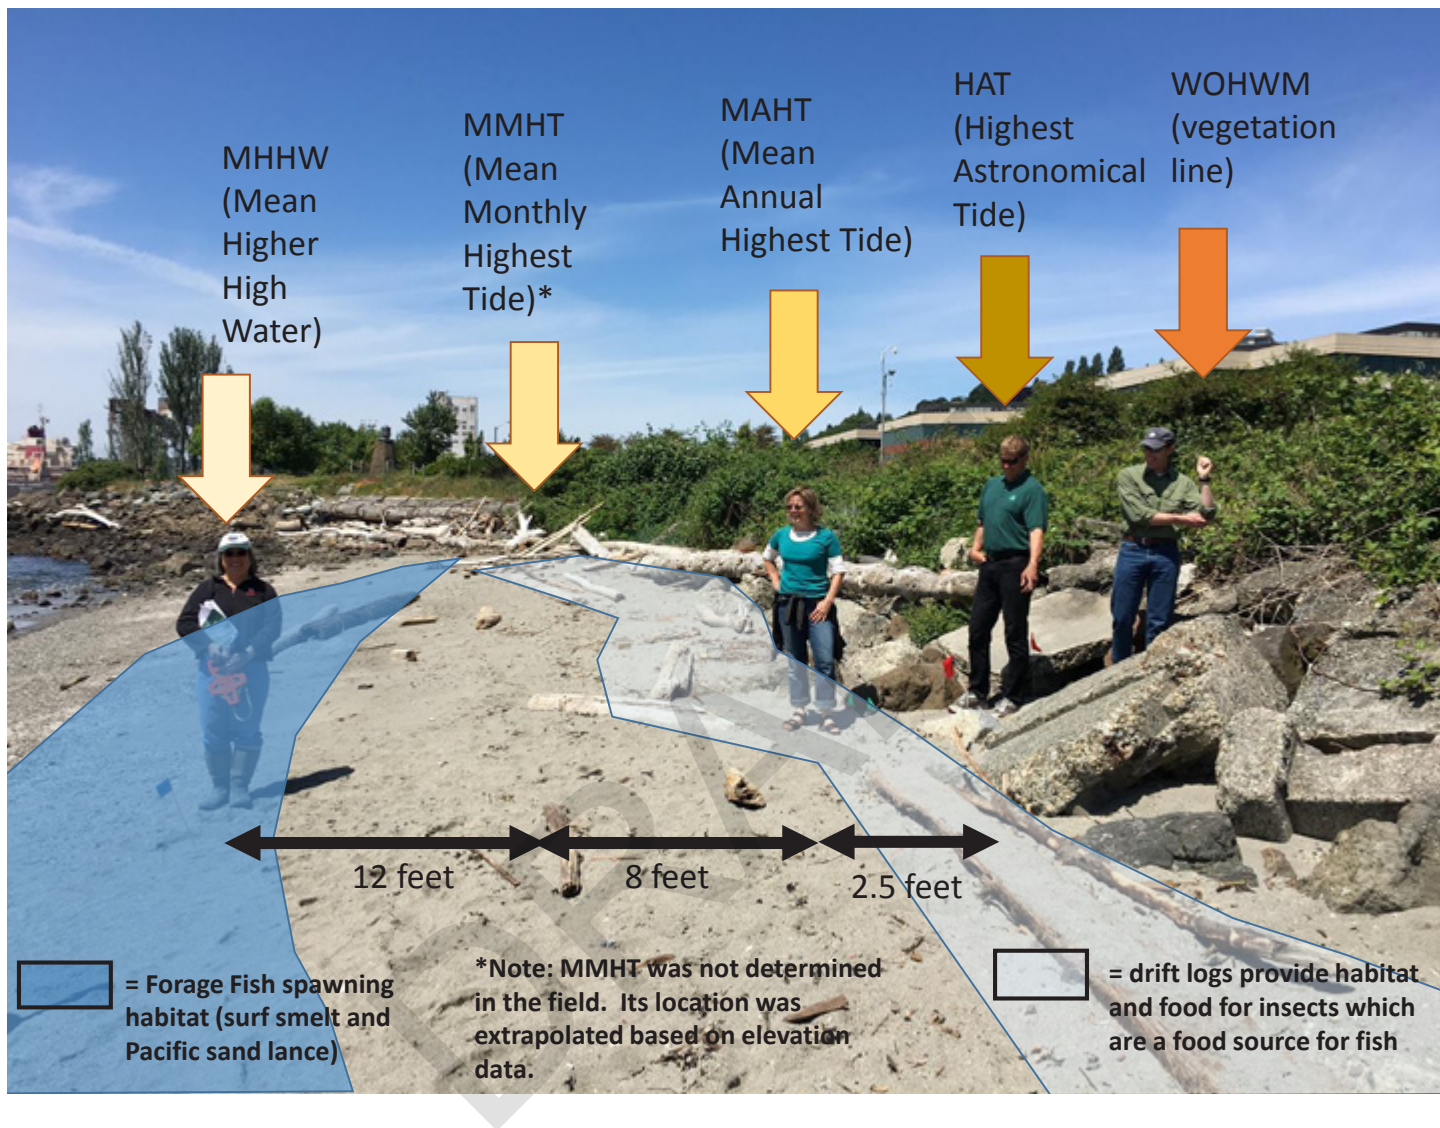 MHHW
(Mean
Higher
High
Water)
MMHT
(Mean
Monthly
Highest
Tide)*
MAHT
(Mean
Annual
Highest Tide)
HAT
(Highest
Astronomical
Tide)
WOHWM
(vegetation
line)
12 feet
8 feet
2.5 feet
= Forage Fish spawning
habitat (surf smelt and
Pacific sand lance)
*Note: MMHT was not determined
in the field. Its location was
extrapolated based on elevation
data.
= drift logs provide habitat
and food for insects which
are a food source for fish
DRAFT